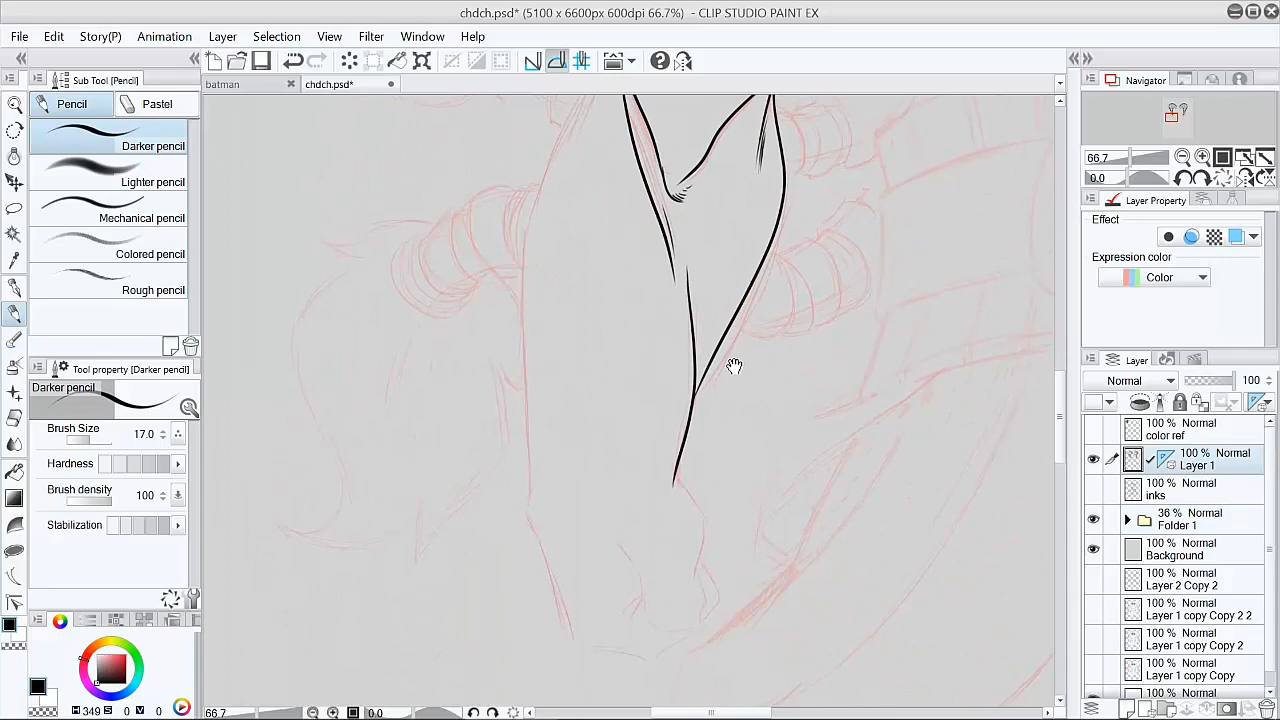 chdch.psd* (5100 x 6600px 600dpi 66.7%) - CLIP STUDIO PAINT EX
File Edit Story(P) Animation Layer Selection View Filter Window Help
Sub Tool [Pencil]
batman
chdch.psd*
Navigator
Pencil
Pastel
Darker pencil
Lighter pencil
Mechanical pencil
Colored pencil
Rough pencil
Tool property [Darker pencil]
Darker pencil
Brush Size 17.0
Hardness
Brush density 100
Stabilization
H 349 S 0 V 0
66.7
0.0
66.7
0.0
Layer Property
Effect
Expression color
Color
Layer
Normal 100
100 % Normal
color ref
100 % Normal
Layer 1
100 % Normal
inks
36 % Normal
Folder 1
100 % Normal
Background
100 % Normal
Layer 2 Copy 2
100 % Normal
Layer 1 copy Copy 2 2
100 % Normal
Layer 1 copy Copy 2
100 % Normal
Layer 1 copy Copy
100 % Normal